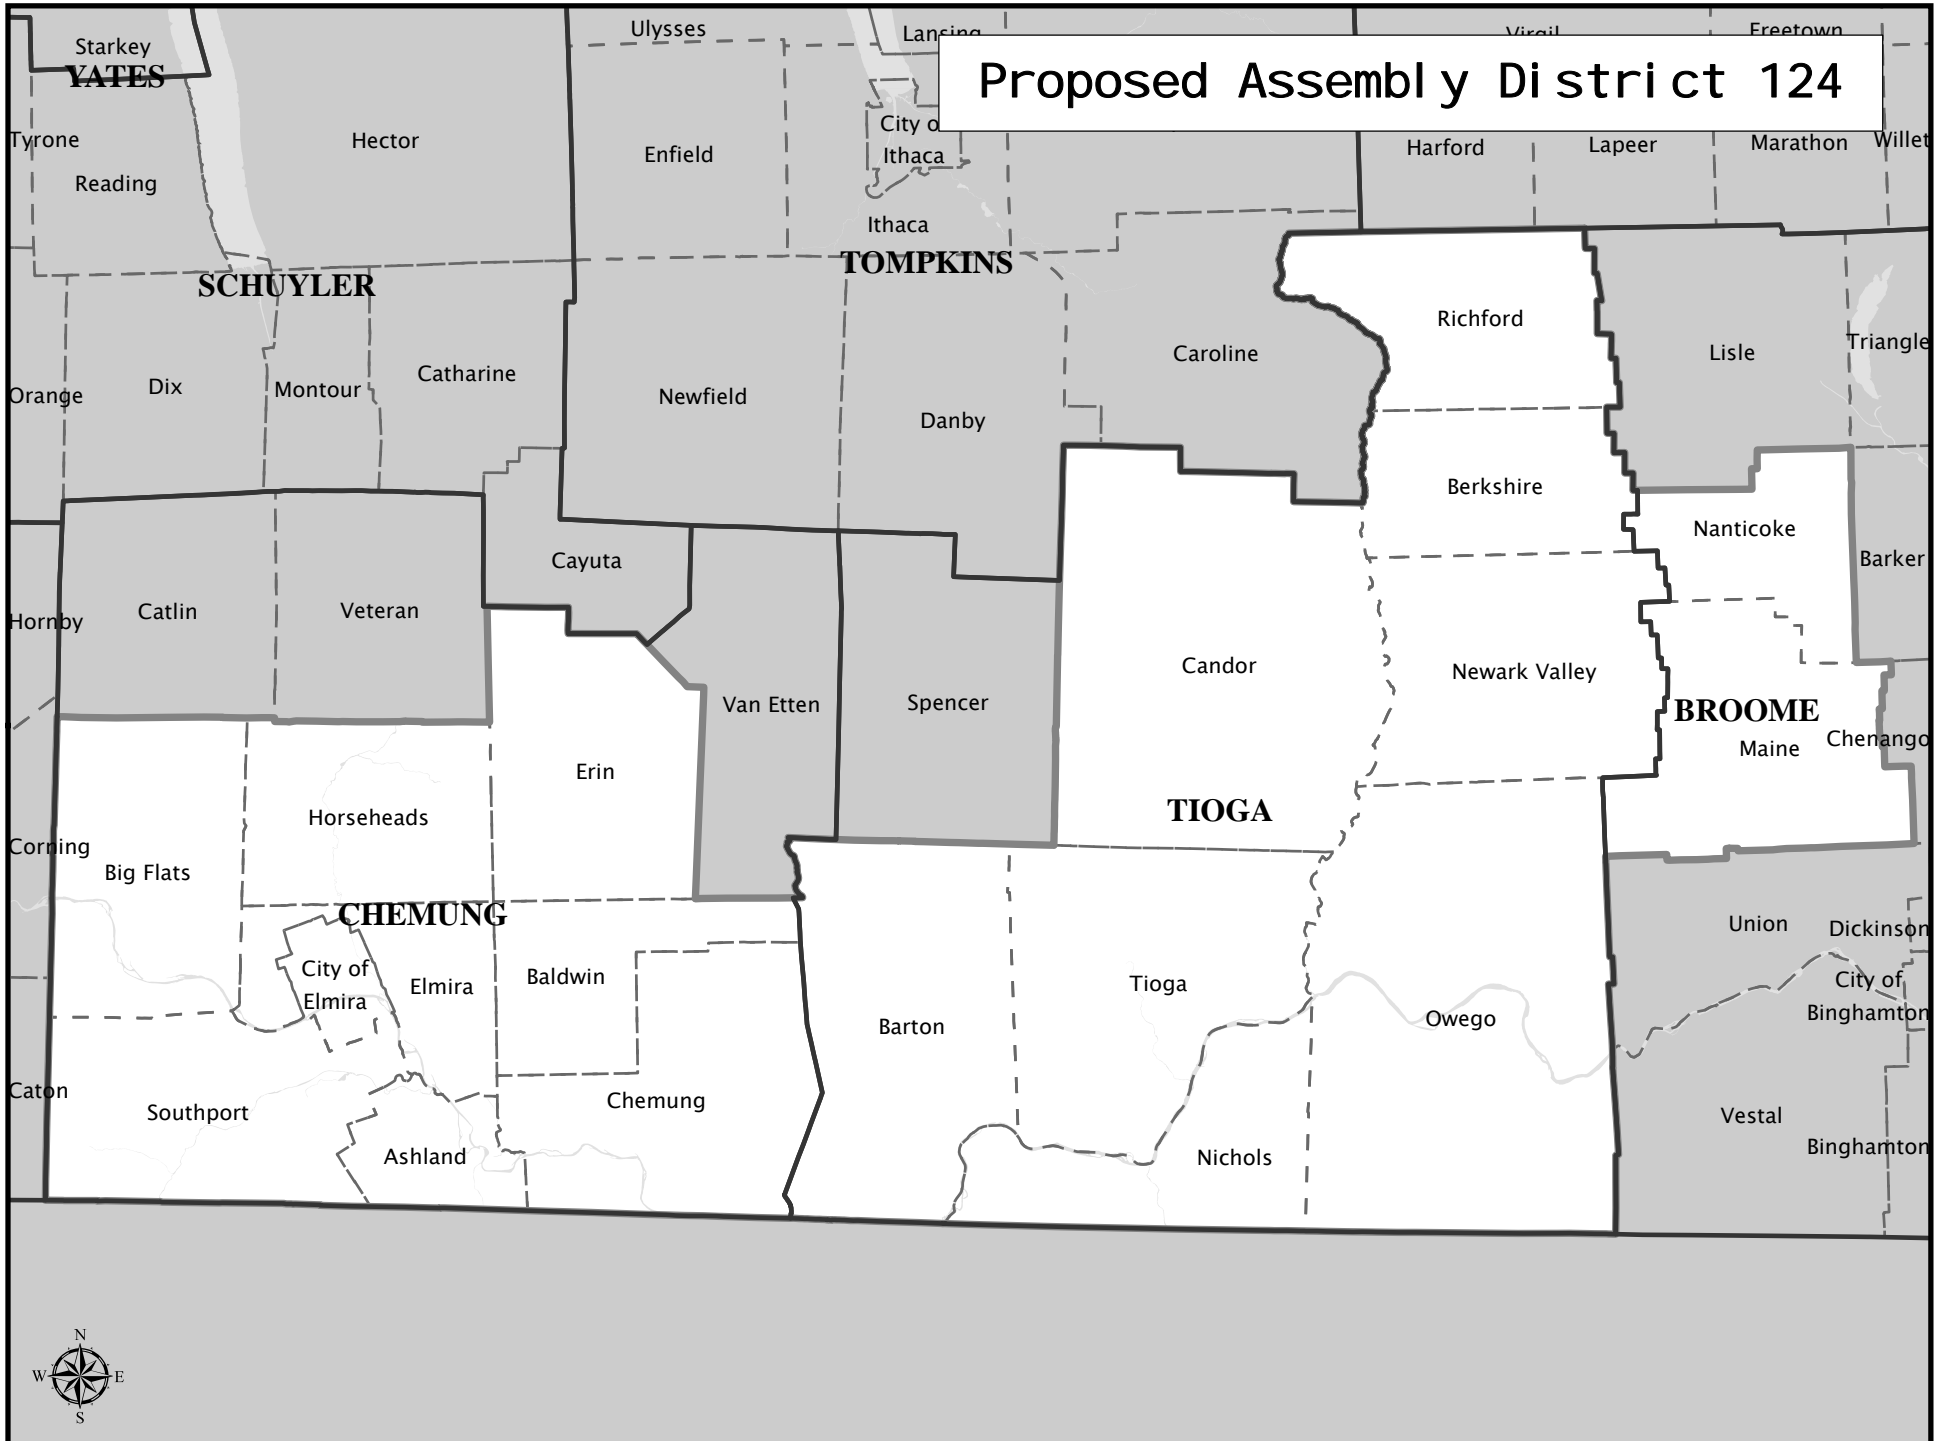 Proposed Assembly District 124
Starkey
YATES
Ulysses
Lansing
Virgil
Freetown
Tyrone
Reading
Hector
Enfield
City o
Ithaca
Harford
Lapeer
Marathon
Willet
Ithaca
TOMPKINS
SCHUYLER
Richford
Orange
Dix
Montour
Catharine
Newfield
Danby
Caroline
Lisle
Triangle
Berkshire
Nanticoke
Barker
Cayuta
Hornby
Catlin
Veteran
Van Etten
Spencer
Candor
Newark Valley
BROOME
Maine
Chenango
Erin
TIOGA
Horseheads
Corning
Big Flats
CHEMUNG
City of
Elmira
Elmira
Baldwin
Barton
Tioga
Owego
Union
Dickinson
City of
Binghamton
Caton
Southport
Chemung
Ashland
Nichols
Vestal
Binghamton
N
W
E
S